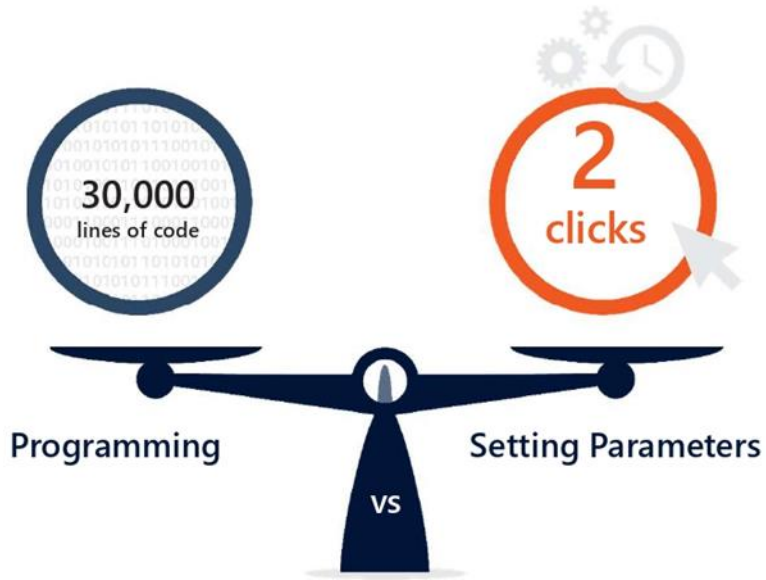 30,000
lines of code
2
clicks
Programming
Setting Parameters
VS